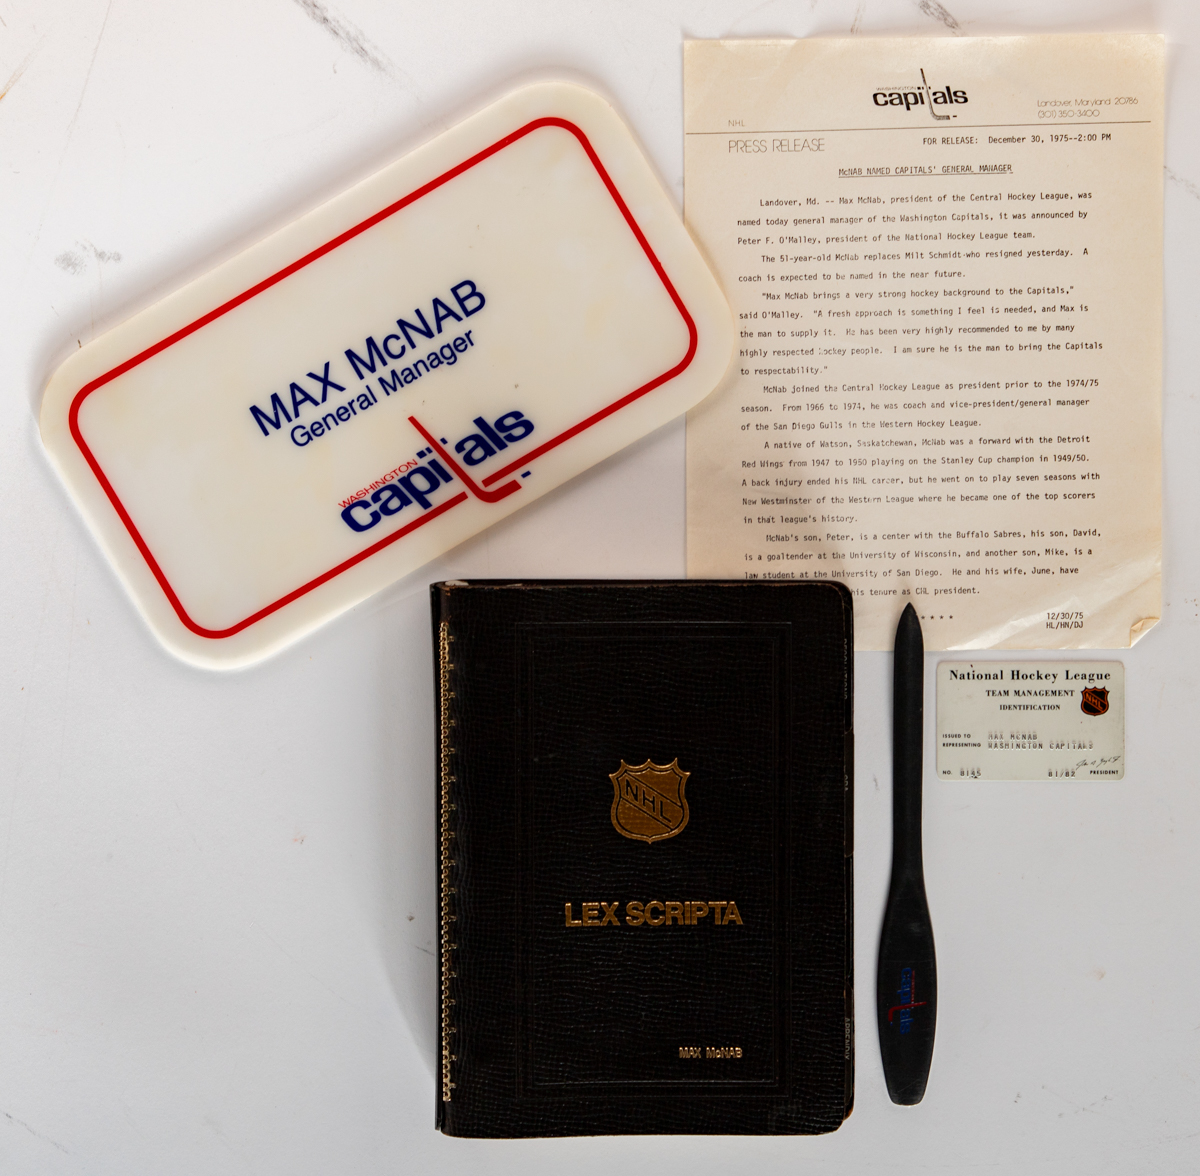 MAX McNAB
General Manager
WASHINGTON
capitals
WASHINGTON
capitals
Landover, Maryland 20786
(301) 350-3400
NHL
PRESS RELEASE
FOR RELEASE: December 30, 1975--2:00 PM
McNAB NAMED CAPITALS' GENERAL MANAGER
Landover, Md. -- Max McNab, president of the Central Hockey League, was
named today general manager of the Washington Capitals, it was announced by
Peter F. O'Malley, president of the National Hockey League team.
The 51-year-old McNab replaces Milt Schmidt who resigned yesterday. A
coach is expected to be named in the near future.
"Max McNab brings a very strong hockey background to the Capitals,"
said O'Malley. "A fresh approach is something I feel is needed, and Max is
the man to supply it. He has been very highly recommended to me by many
highly respected hockey people. I am sure he is the man to bring the Capitals
to respectability."
McNab joined the Central Hockey League as president prior to the 1974/75
season. From 1966 to 1974, he was coach and vice-president/general manager
of the San Diego Gulls in the Western Hockey League.
A native of Watson, Saskatchewan, McNab was a forward with the Detroit
Red Wings from 1947 to 1950 playing on the Stanley Cup champion in 1949/50.
A back injury ended his NHL career, but he went on to play seven seasons with
New Westminster of the Western League where he became one of the top scorers
in that league's history.
McNab's son, Peter, is a center with the Buffalo Sabres, his son, David,
is a goaltender at the University of Wisconsin, and another son, Mike, is a
law student at the University of San Diego. He and his wife, June, have
his tenure as CHL president.
* * * *
12/30/75
HL/HN/DJ
National Hockey League
TEAM MANAGEMENT
IDENTIFICATION
NHL
ISSUED TO MAX MCNAB
REPRESENTING WASHINGTON CAPITALS
NO. 8145 81/82 PRESIDENT
NHL
LEX SCRIPTA
MAX McNAB
APPENDIX
capitals